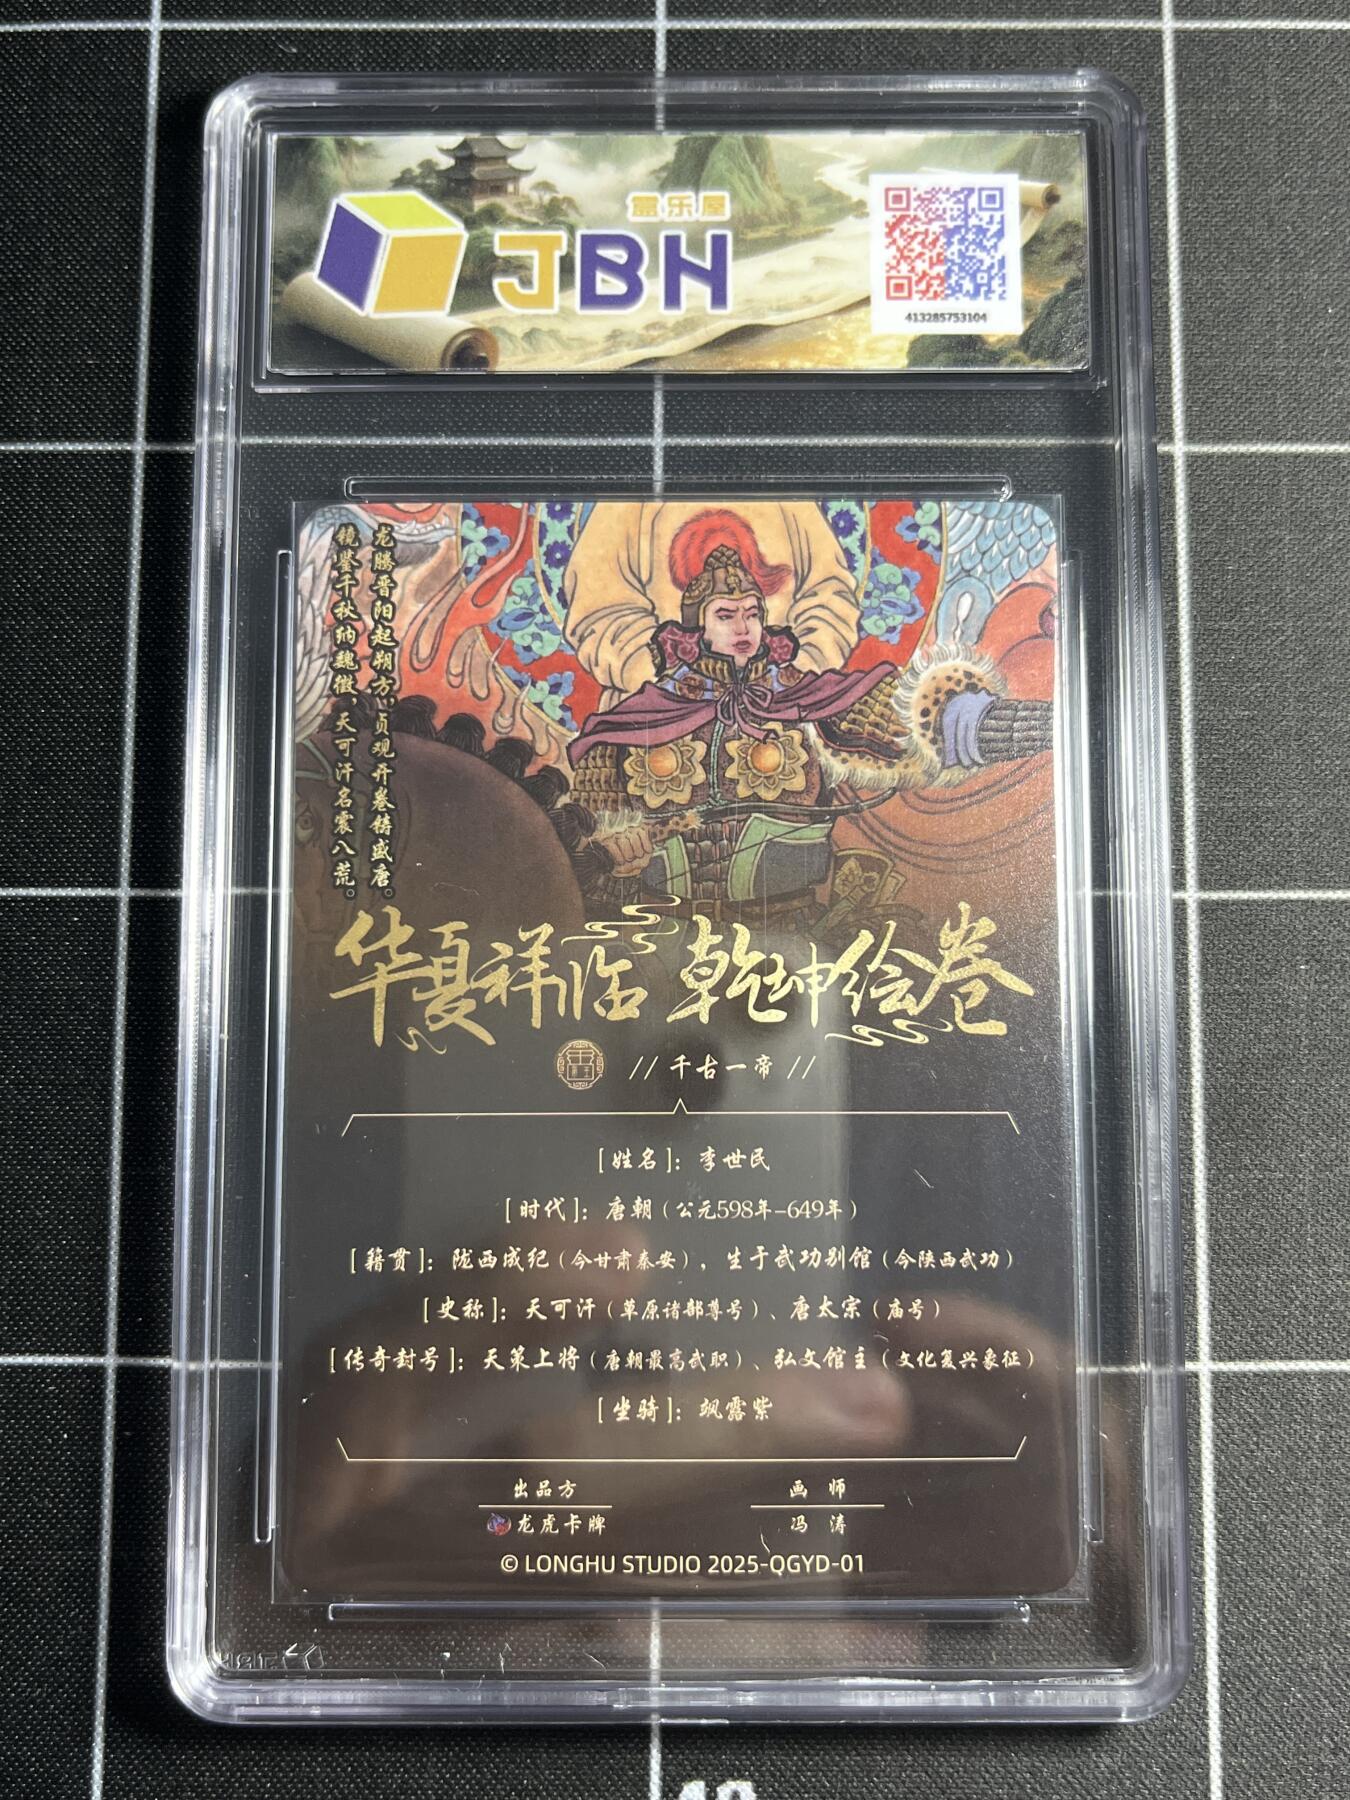 盒乐屋
JBH
413285753104
龙腾晋阳起朔方，贞观开卷铸盛唐。
镜鉴千秋纳魏徵，天可汗名震八荒。
华夏祥临 乾坤绘卷
// 千古一帝 //
[姓名]：李世民
[时代]：唐朝（公元598年-649年）
[籍贯]：陇西成纪（今甘肃秦安），生于武功别馆（今陕西武功）
[史称]：天可汗（草原诸部尊号）、唐太宗（庙号）
[传奇封号]：天策上将（唐朝最高武职）、弘文馆主（文化复兴象征）
[坐骑]：飒露紫
出品方 画 师
龙虎卡牌 冯 涛
© LONGHU STUDIO 2025-QGYD-01